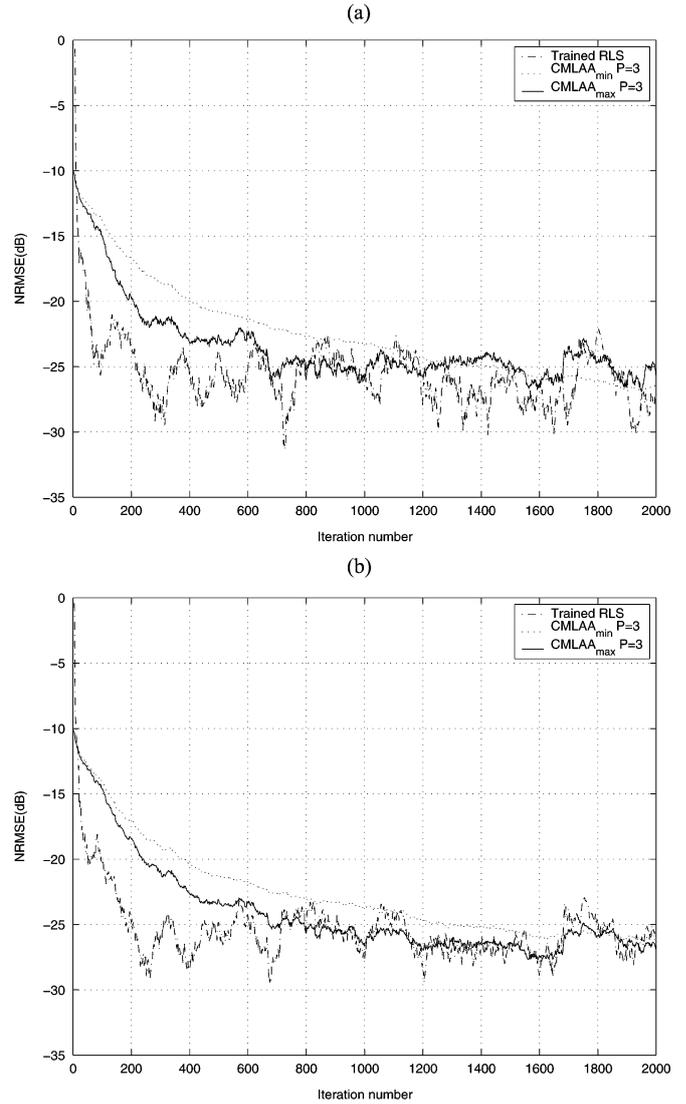 (a)
0
−5
−10
−15
−20
−25
−30
−35
NRMSE(dB)
Trained RLS
CMLAAmin P=3
CMLAAmax P=3
0 200 400 600 800 1000 1200 1400 1600 1800 2000
Iteration number
(b)
0
−5
−10
−15
−20
−25
−30
−35
NRMSE(dB)
Trained RLS
CMLAAmin P=3
CMLAAmax P=3
0 200 400 600 800 1000 1200 1400 1600 1800 2000
Iteration number